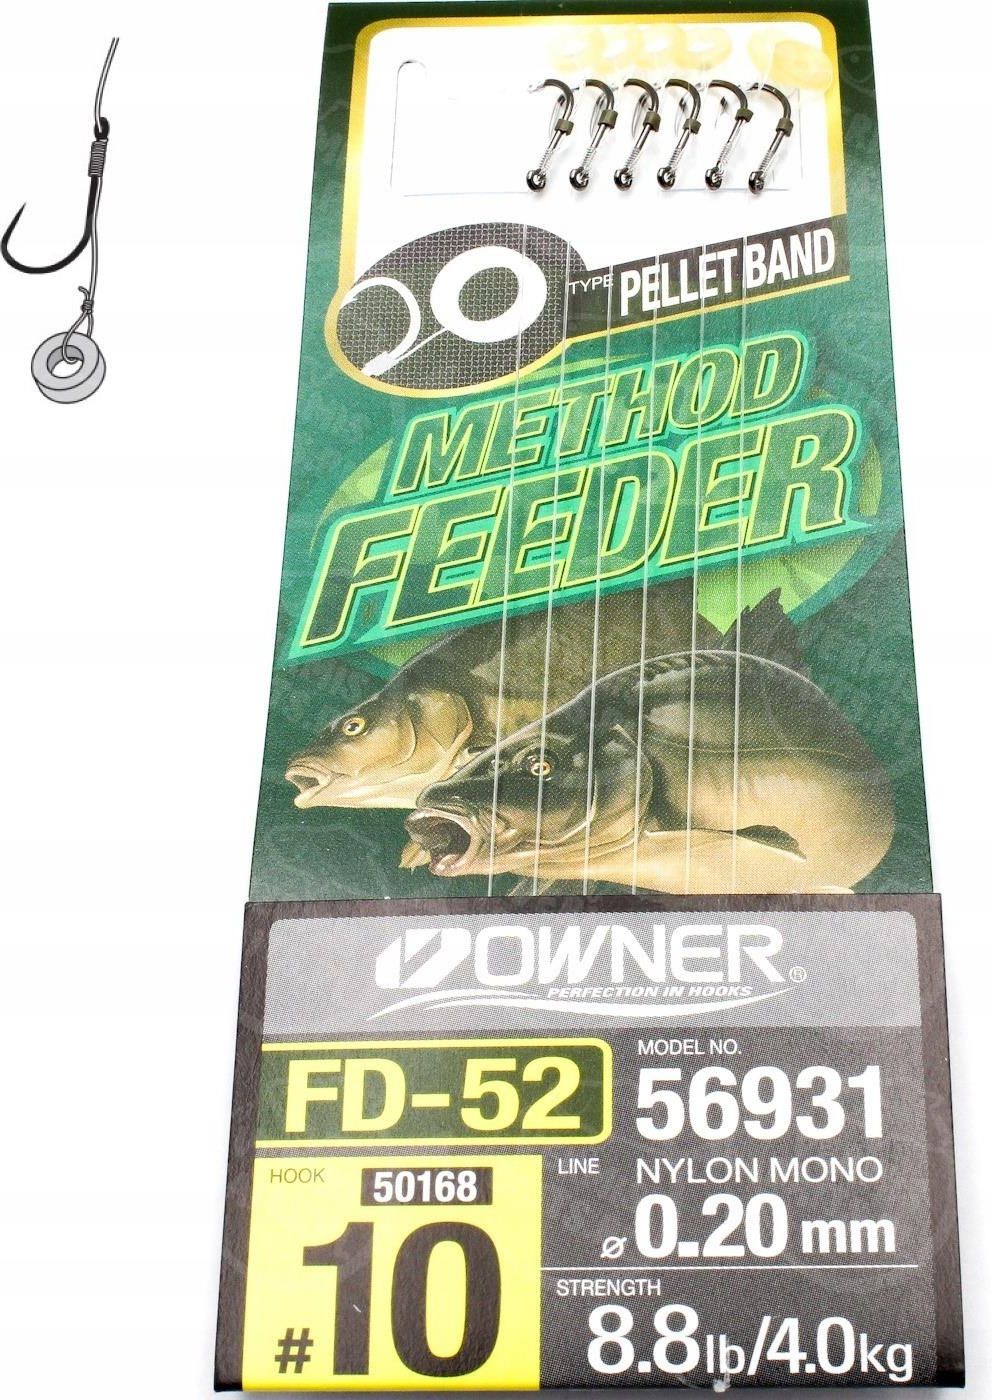 TYPE PELLET BAND
METHOD
FEEDER
OWNER®
PERFECTION IN HOOKS
FD-52
MODEL NO.
56931
HOOK 50168
#10
LINE NYLON MONO
ø 0.20 mm
STRENGTH
8.8lb/4.0kg